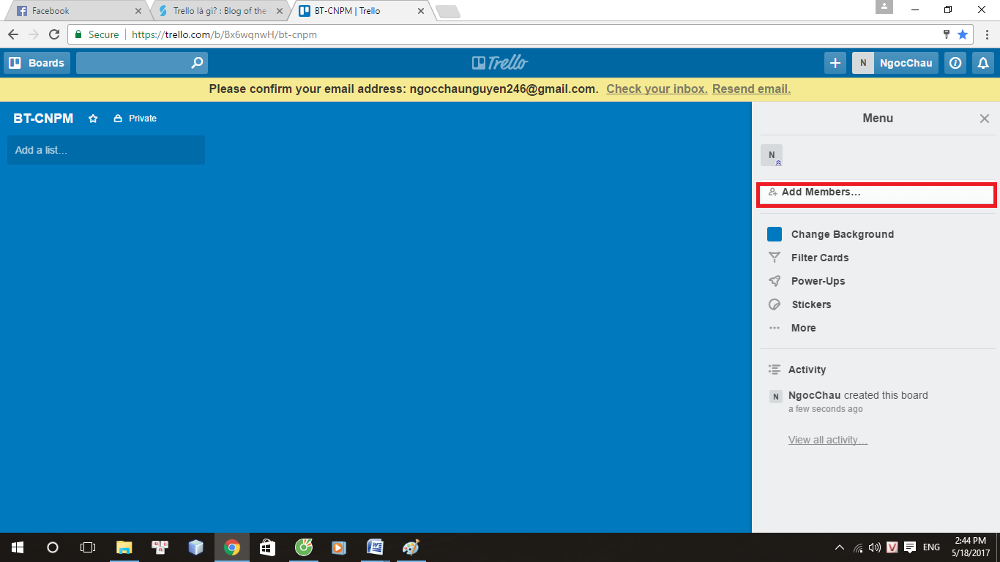 Facebook
Trello là gì? : Blog of the
BT-CNPM | Trello
Secure
https://trello.com/b/Bx6wqnwH/bt-cnpm
Boards
Trello
N
NgocChau
Please confirm your email address: ngocchaunguyen246@gmail.com. Check your inbox. Resend email.
BT-CNPM
Private
Add a list…
Menu
N
Add Members…
Change Background
Filter Cards
Power-Ups
Stickers
More
Activity
N
NgocChau created this board
a few seconds ago
View all activity…
ENG
2:44 PM
5/18/2017